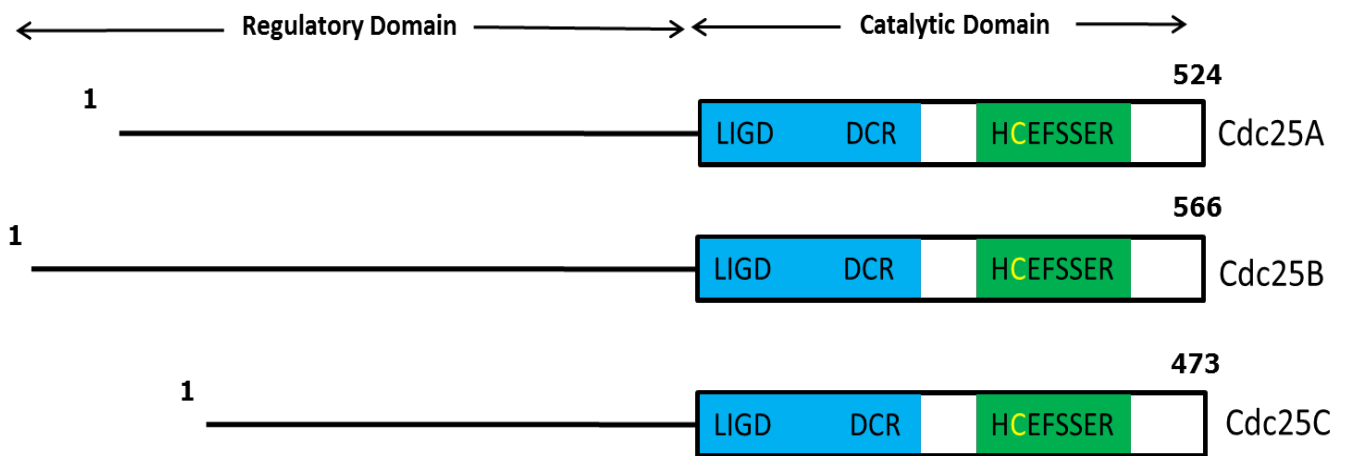 Regulatory Domain Catalytic Domain
1 524
LIGD DCR HCEFSSER Cdc25A
1 566
LIGD DCR HCEFSSER Cdc25B
1 473
LIGD DCR HCEFSSER Cdc25C